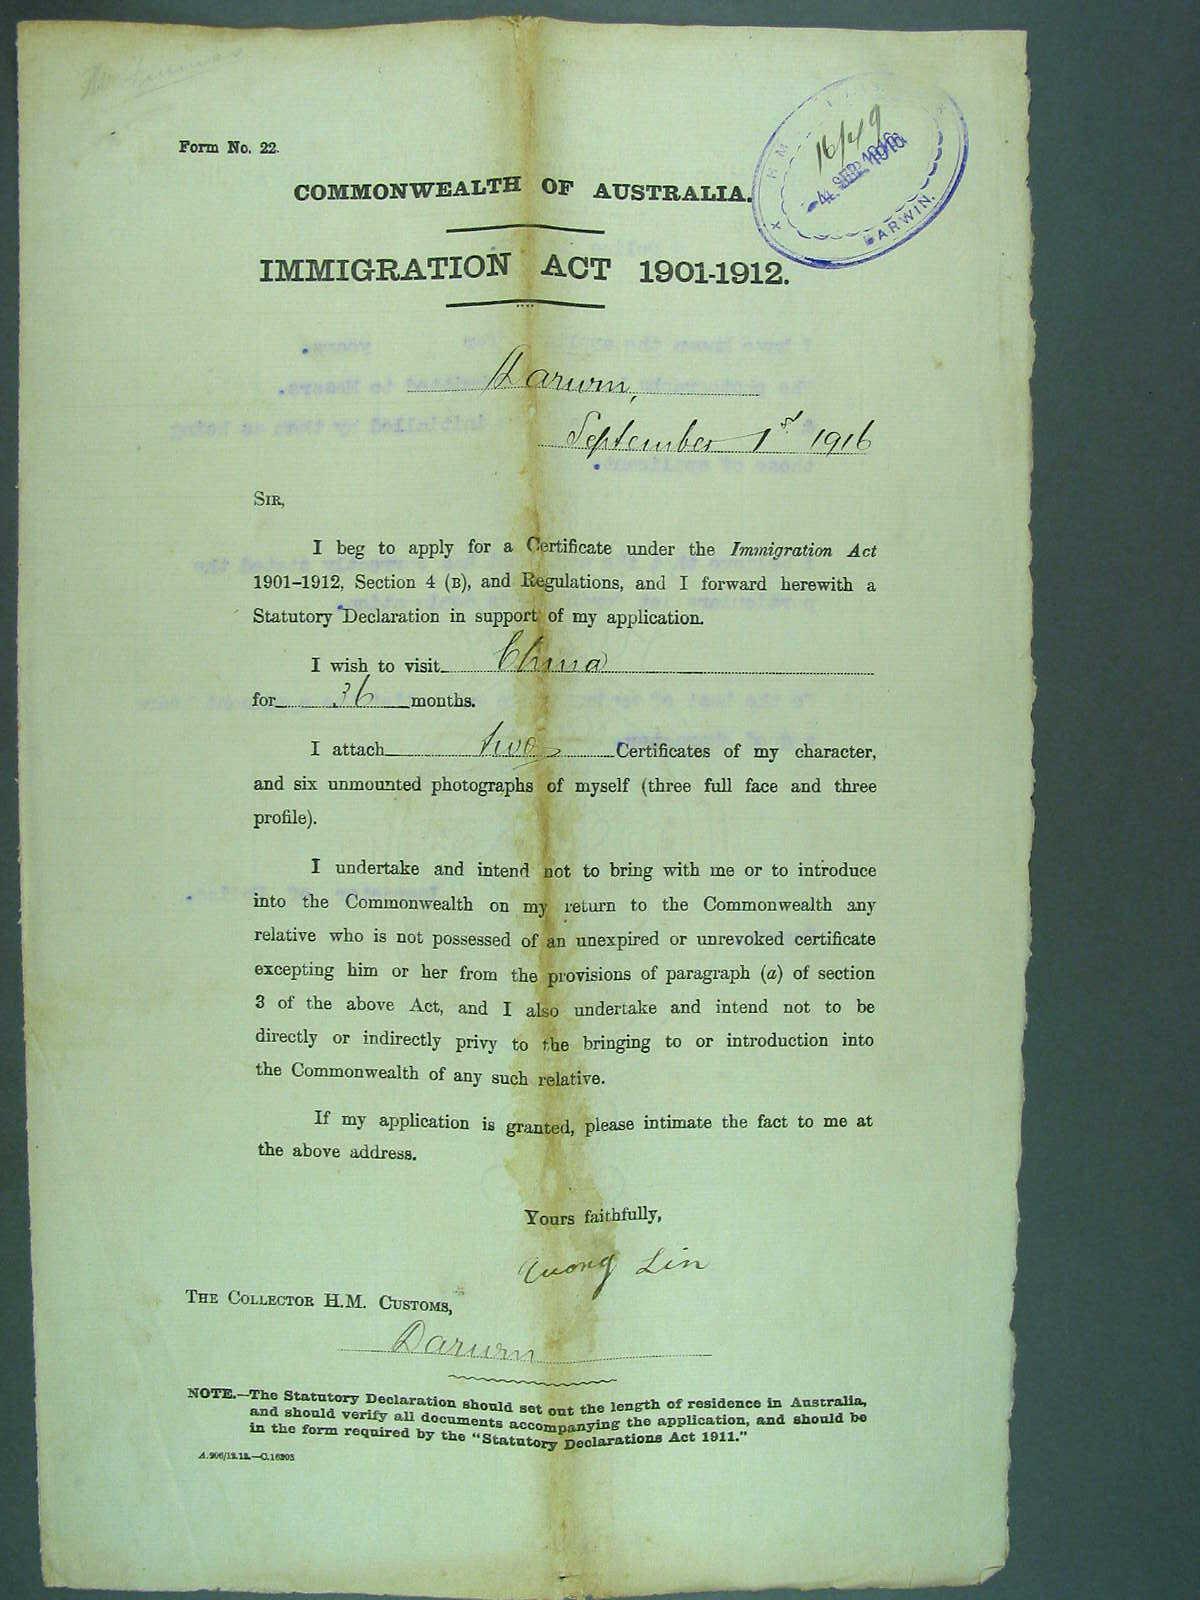 Form No. 22.
16/49
H M
4 SEP 1916
DARWIN.
COMMONWEALTH OF AUSTRALIA.
IMMIGRATION ACT 1901-1912.
Darwin,
September 1st 1916
SIR,
I beg to apply for a Certificate under the Immigration Act
1901–1912, Section 4 (B), and Regulations, and I forward herewith a
Statutory Declaration in support of my application.
I wish to visit China
for 36 months.
I attach two Certificates of my character,
and six unmounted photographs of myself (three full face and three
profile).
I undertake and intend not to bring with me or to introduce
into the Commonwealth on my return to the Commonwealth any
relative who is not possessed of an unexpired or unrevoked certificate
excepting him or her from the provisions of paragraph (a) of section
3 of the above Act, and I also undertake and intend not to be
directly or indirectly privy to the bringing to or introduction into
the Commonwealth of any such relative.
If my application is granted, please intimate the fact to me at
the above address.
Yours faithfully,
Wong Lin
THE COLLECTOR H.M. CUSTOMS,
Darwin
NOTE.—The Statutory Declaration should set out the length of residence in Australia,
and should verify all documents accompanying the application, and should be
in the form required by the "Statutory Declarations Act 1911."
A.206/12.12.—C.16203